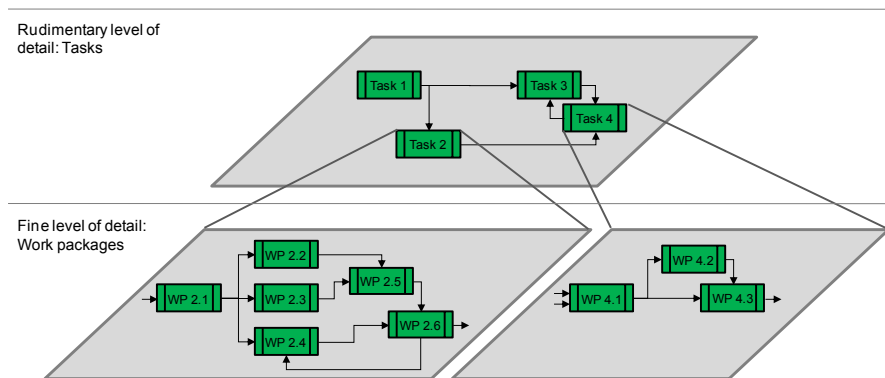 Rudimentary level of
detail: Tasks
Task 1
Task 3
Task 4
Task 2
Fine level of detail:
Work packages
WP 2.1
WP 2.2
WP 2.3
WP 2.4
WP 2.5
WP 2.6
WP 4.1
WP 4.2
WP 4.3